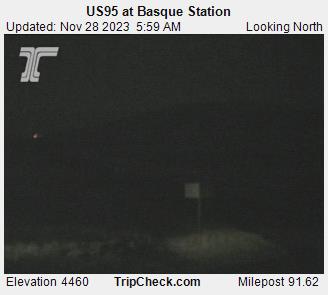 US95 at Basque Station
Updated: Nov 28 2023 5:59 AM Looking North
Elevation 4460 TripCheck.com Milepost 91.62